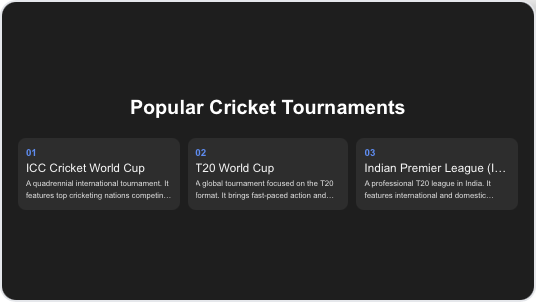 Popular Cricket Tournaments
01
ICC Cricket World Cup
A quadrennial international tournament. It
features top cricketing nations competin...
02
T20 World Cup
A global tournament focused on the T20
format. It brings fast-paced action and...
03
Indian Premier League (I...
A professional T20 league in India. It
features international and domestic...